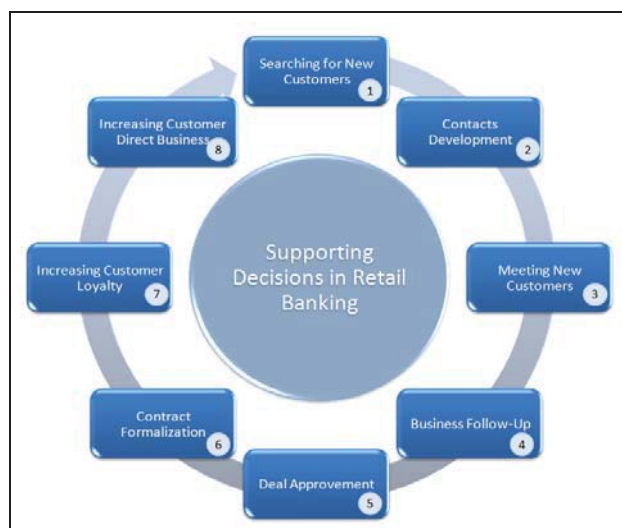 Searching for New
Customers
1
Contacts
Development
2
Meeting New
Customers
3
Business Follow-Up
4
Deal Approvement
5
Contract
Formalization
6
Increasing Customer
Loyalty
7
Increasing Customer
Direct Business
8
Supporting
Decisions in Retail
Banking